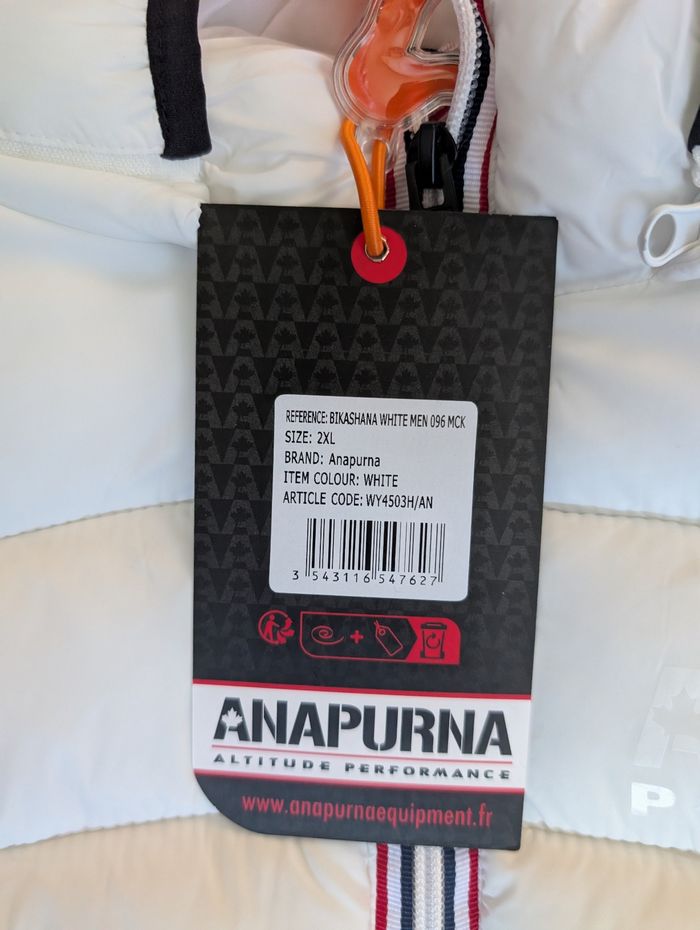 REFERENCE: BIKASHANA WHITE MEN 096 MCK
SIZE: 2XL
BRAND: Anapurna
ITEM COLOUR: WHITE
ARTICLE CODE: WY4503H/AN
3 543116 547627
ANAPURNA
ALTITUDE PERFORMANCE
www.anapurnaequipment.fr
A
P